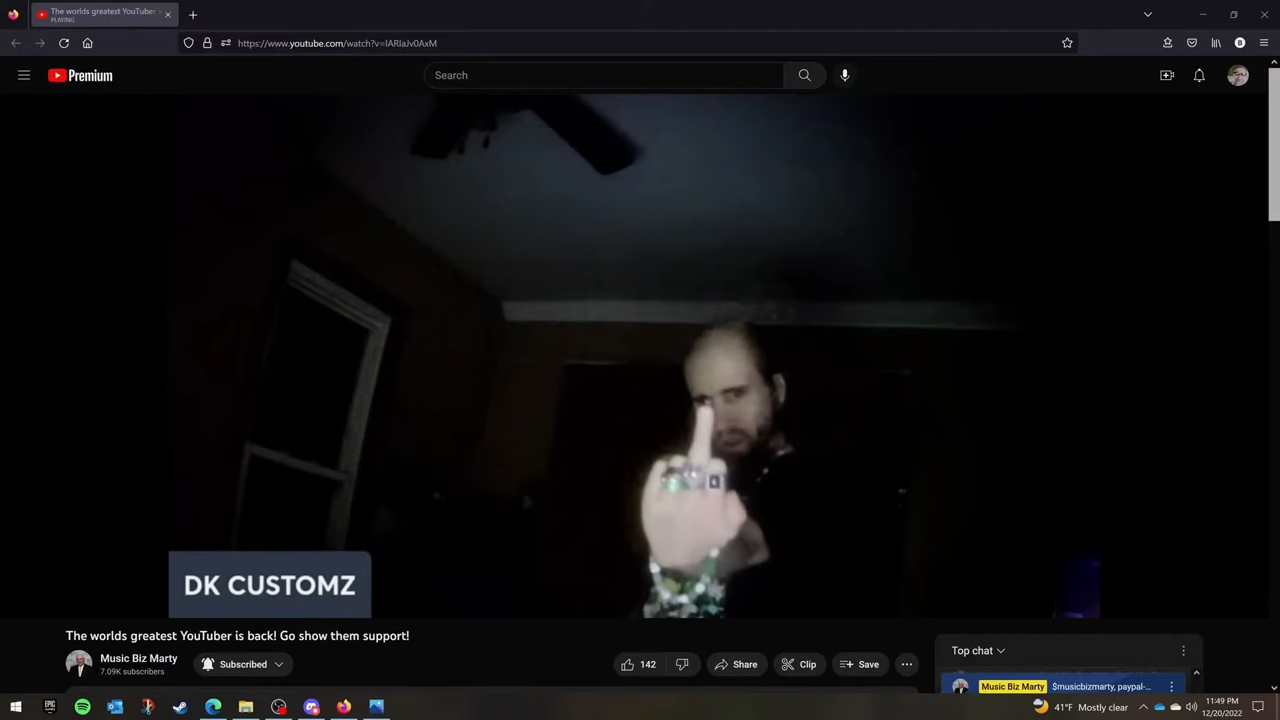 The worlds greatest YouTuber
PLAYING
https://www.youtube.com/watch?v=lARlaJv0AxM
B
Premium
Search
DK CUSTOMZ
The worlds greatest YouTuber is back! Go show them support!
Music Biz Marty
7.09K subscribers
Subscribed
142
Share
Clip
Save
Top chat
Music Biz Marty $musicbizmarty, paypal-...
EPIC
41°F Mostly clear
11:49 PM
12/20/2022